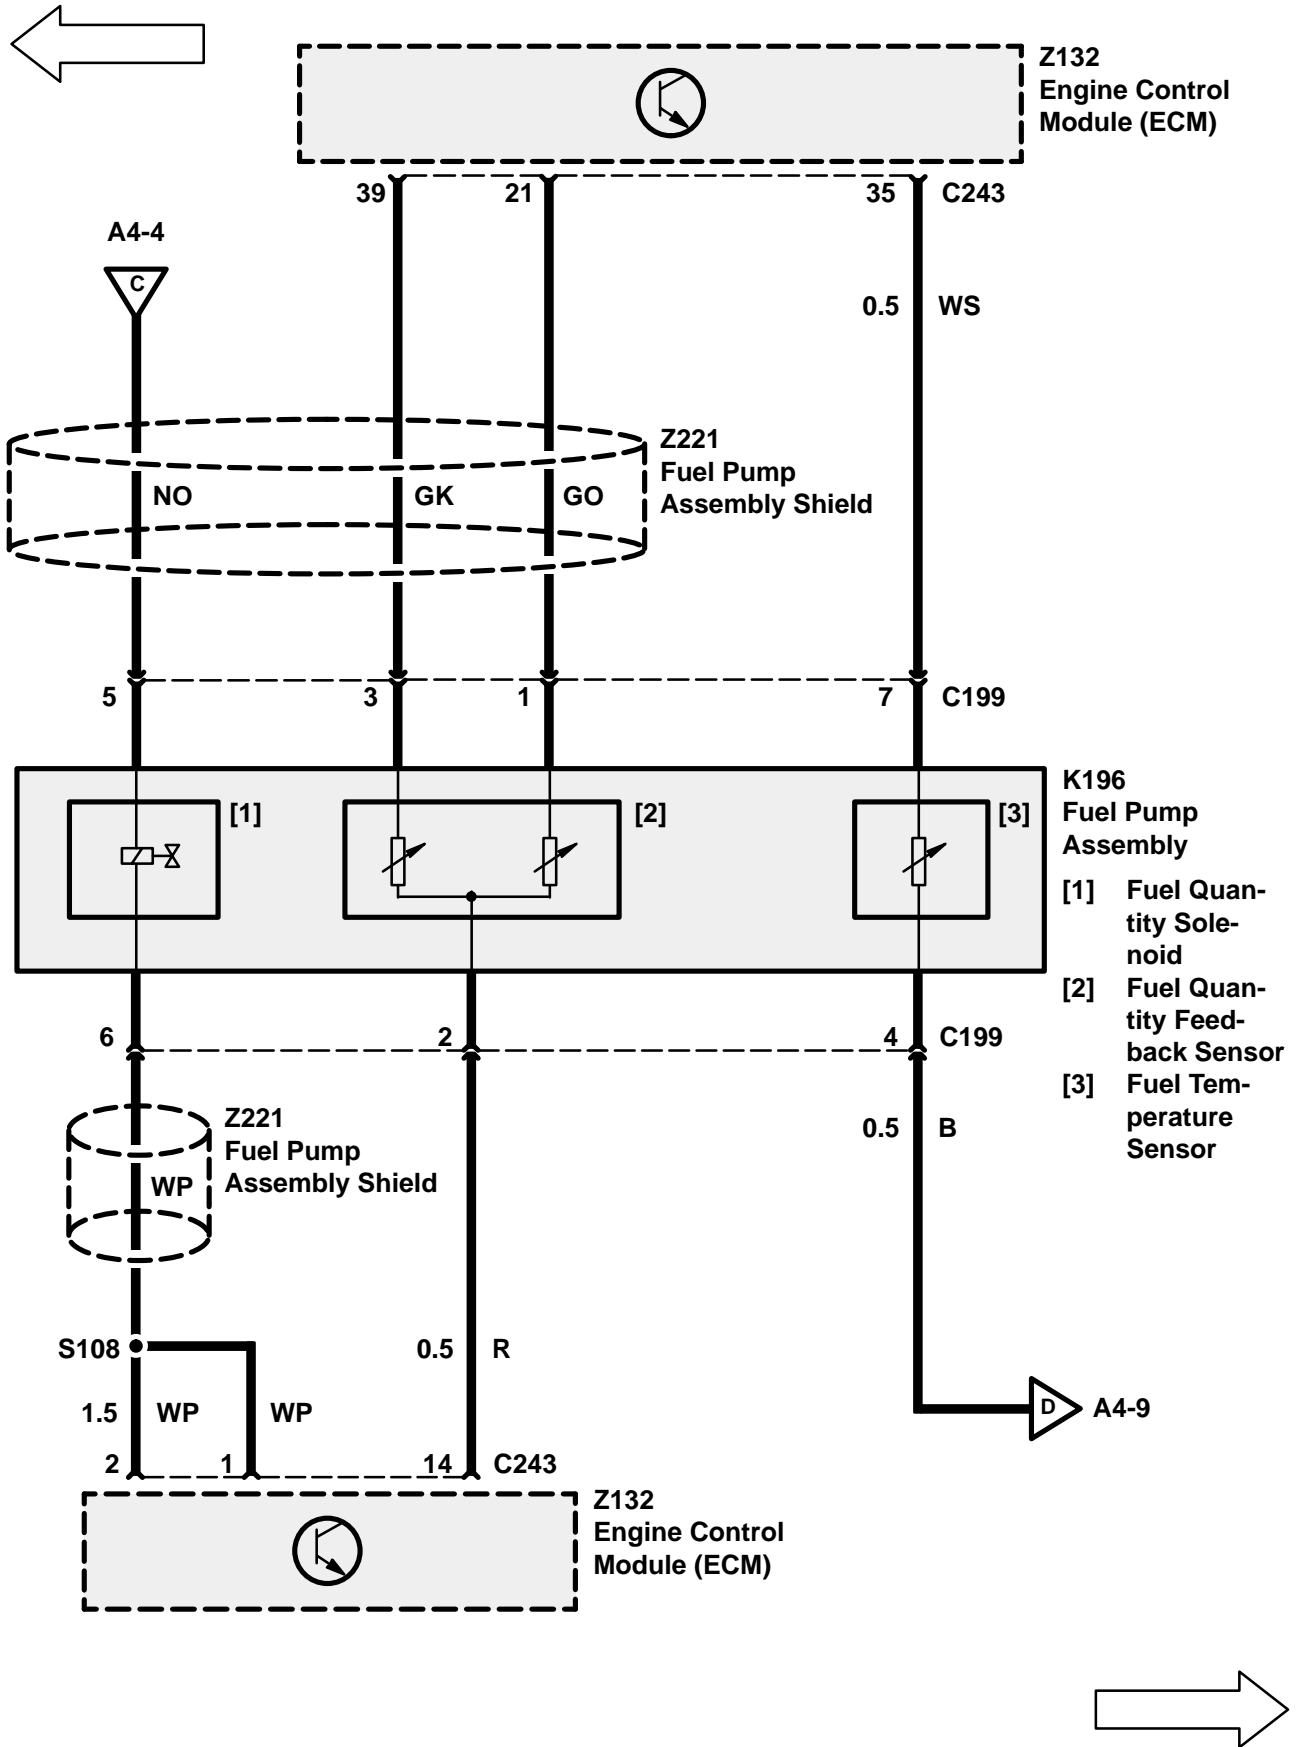 Z132
Engine Control
Module (ECM)
39
21
35
C243
A4-4
C
0.5
WS
Z221
Fuel Pump
Assembly Shield
NO
GK
GO
5
3
1
7
C199
K196
Fuel Pump
Assembly
[1]
[2]
[3]
[1] Fuel Quan-
tity Sole-
noid
[2] Fuel Quan-
tity Feed-
back Sensor
[3] Fuel Tem-
perature
Sensor
6
2
4
C199
Z221
Fuel Pump
Assembly Shield
WP
0.5
B
S108
0.5
R
1.5
WP
WP
D
A4-9
2
1
14
C243
Z132
Engine Control
Module (ECM)